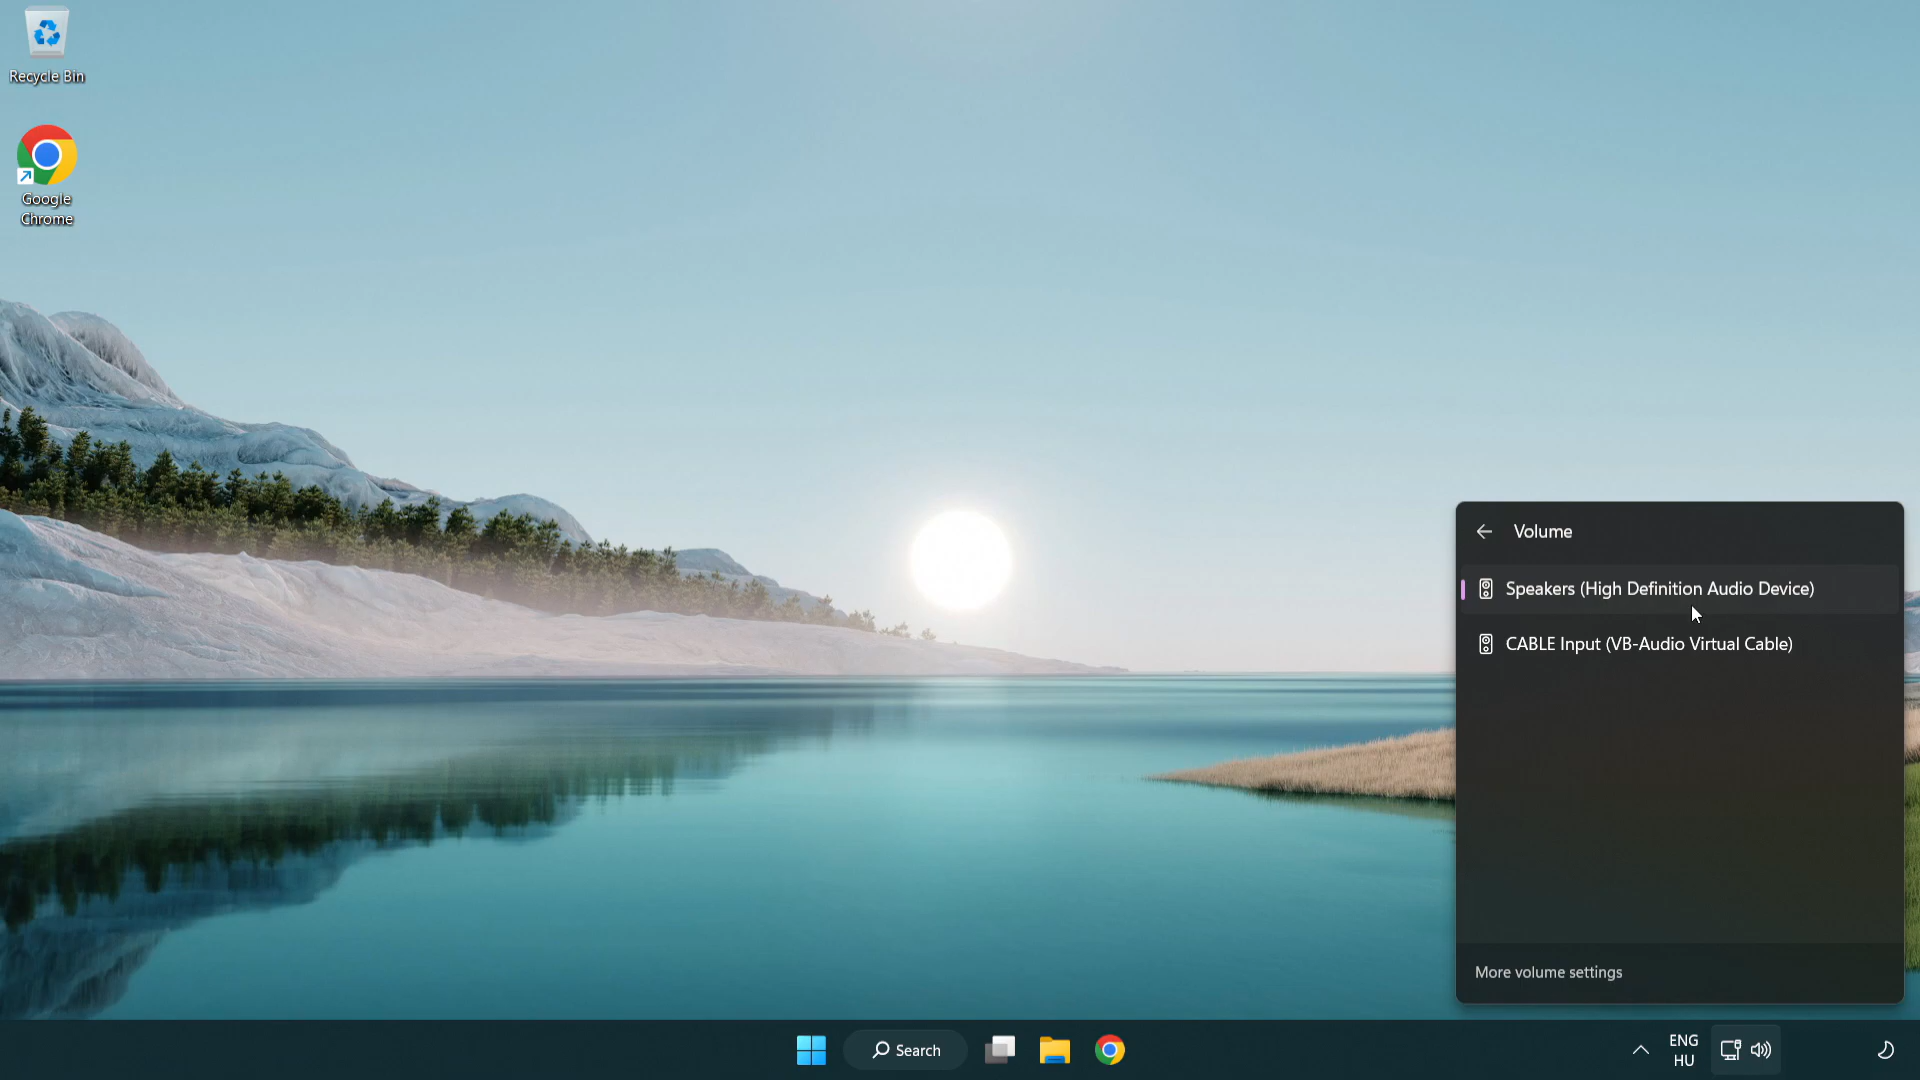 Recycle Bin
Google
Chrome
Volume
Speakers (High Definition Audio Device)
CABLE Input (VB-Audio Virtual Cable)
More volume settings
Search
ENG
HU